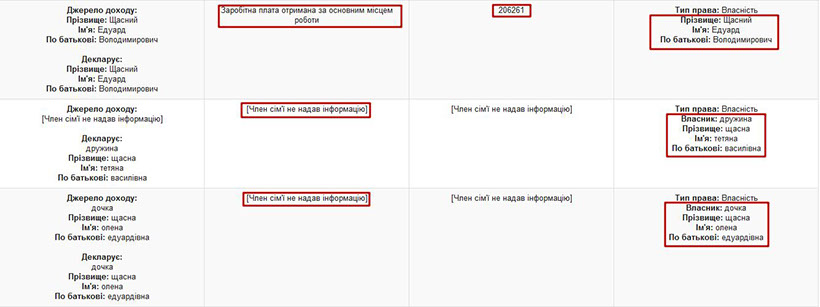 Джерело доходу:
Прізвище: Щасний
Ім'я: Едуард
По батькові: Володимирович
Декларує:
Прізвище: Щасний
Ім'я: Едуард
По батькові: Володимирович
Заробітна плата отримана за основним місцем
роботи
206261
Тип права: Власність
Прізвище: Щасний
Ім'я: Едуард
По батькові: Володимирович
Джерело доходу:
[Член сім'ї не надав інформацію]
Декларує:
дружина
Прізвище: щасна
Ім'я: тетяна
По батькові: василівна
[Член сім'ї не надав інформацію]
[Член сім'ї не надав інформацію]
Тип права: Власність
Власник: дружина
Прізвище: щасна
Ім'я: тетяна
По батькові: василівна
Джерело доходу:
дочка
Прізвище: щасна
Ім'я: олена
По батькові: едуардівна
Декларує:
дочка
Прізвище: щасна
Ім'я: олена
По батькові: едуардівна
[Член сім'ї не надав інформацію]
[Член сім'ї не надав інформацію]
Тип права: Власність
Власник: дочка
Прізвище: щасна
Ім'я: олена
По батькові: едуардівна